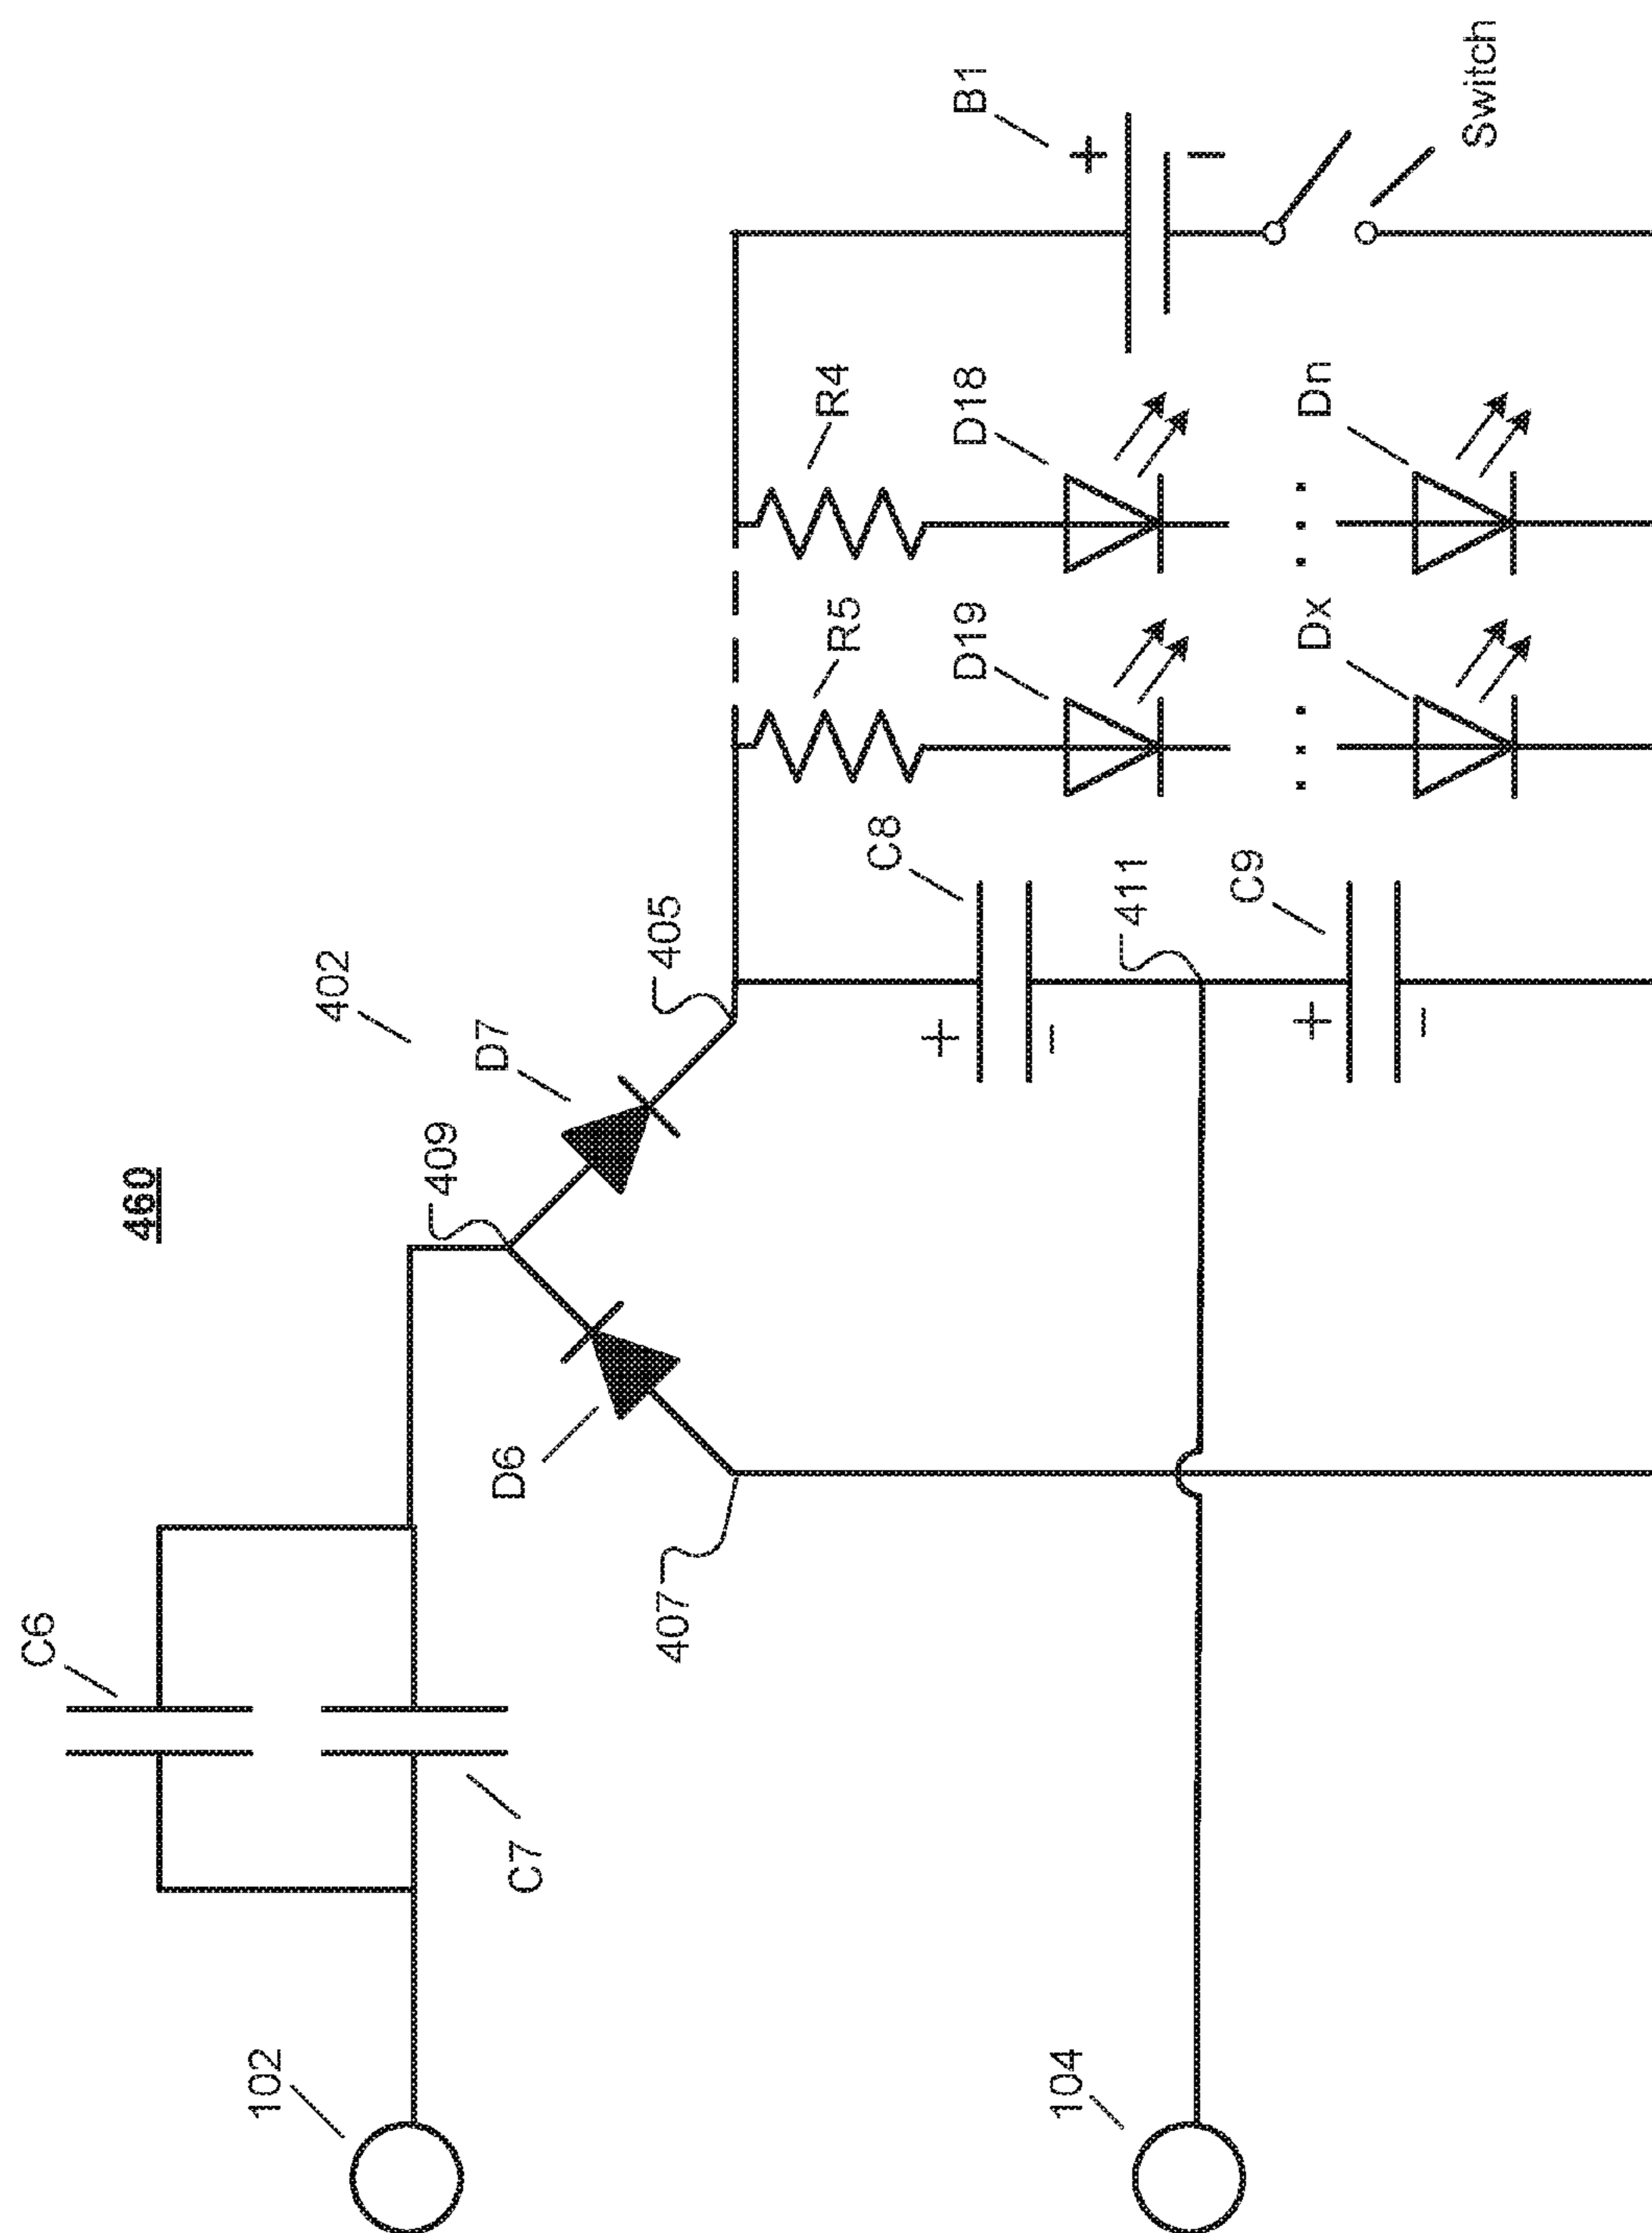 460
C6
C7
102
104
D6
D7
402
409
405
407
411
C8
+
−
C9
+
−
R5
R4
D19
D18
Dx
Dn
B1
+
−
Switch